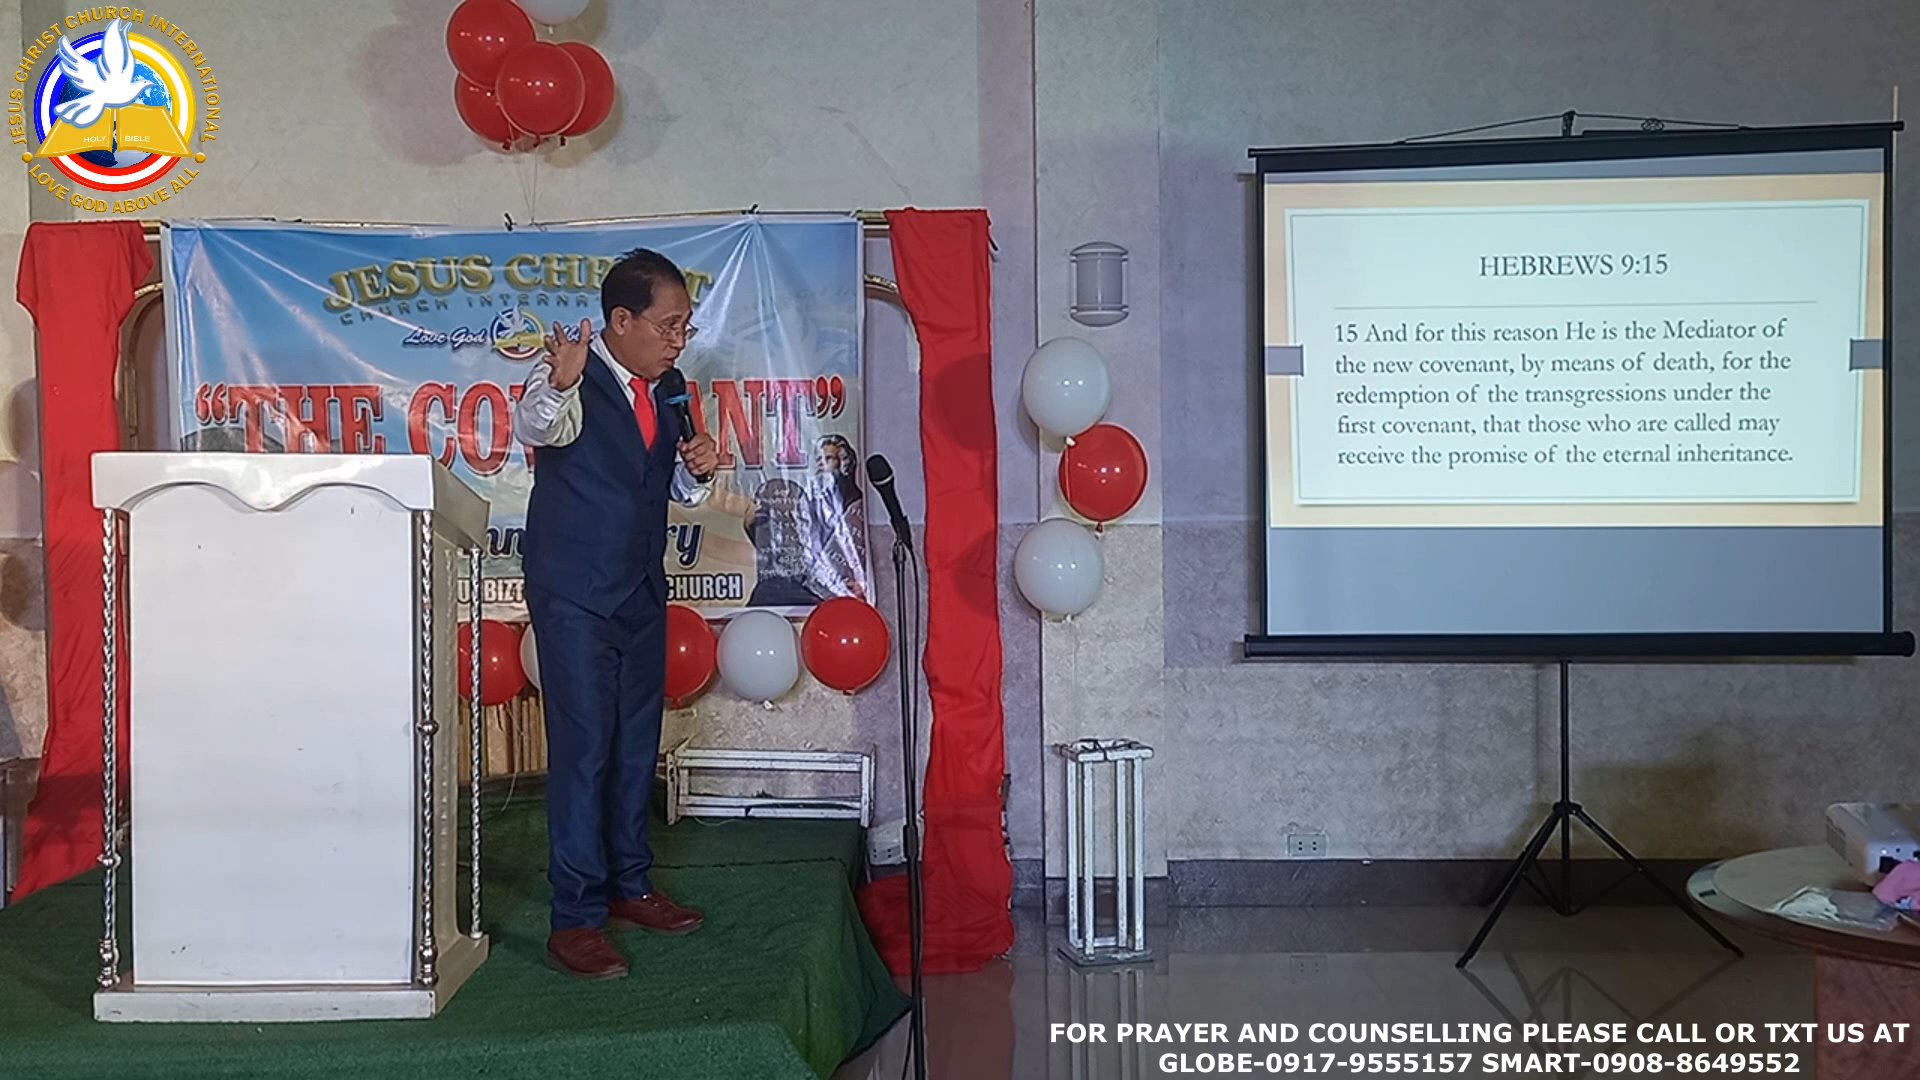 JESUS CHRIST CHURCH INTERNATIONAL
HOLY BIBLE
LOVE GOD ABOVE ALL
JESUS CHR T
CHURCH INTERNA
Love God
"THE CO ANT"
CHURCH
HEBREWS 9:15
15 And for this reason He is the Mediator of
the new covenant, by means of death, for the
redemption of the transgressions under the
first covenant, that those who are called may
receive the promise of the eternal inheritance.
FOR PRAYER AND COUNSELLING PLEASE CALL OR TXT US AT
GLOBE-0917-9555157 SMART-0908-8649552